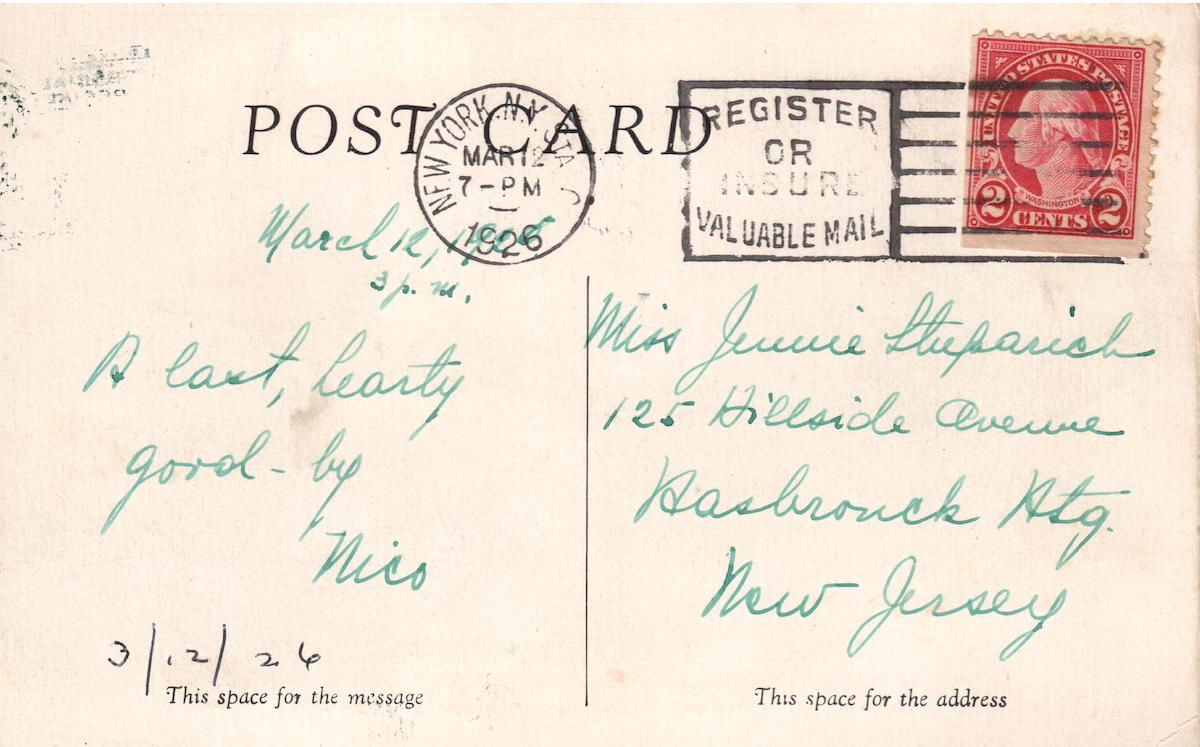 POST CARD
NEW YORK, N.Y. STA. C
MAR 12
7-PM
1926
REGISTER
OR
INSURE
VALUABLE MAIL
UNITED STATES POSTAGE
WASHINGTON
2 CENTS 2
March 12, 1926
3 p.m.
A last, hearty
good-by
Nico
3/12/26
This space for the message
Miss Jennie
125 Hillside Avenue
Hasbrouck Htg.
New Jersey
This space for the address